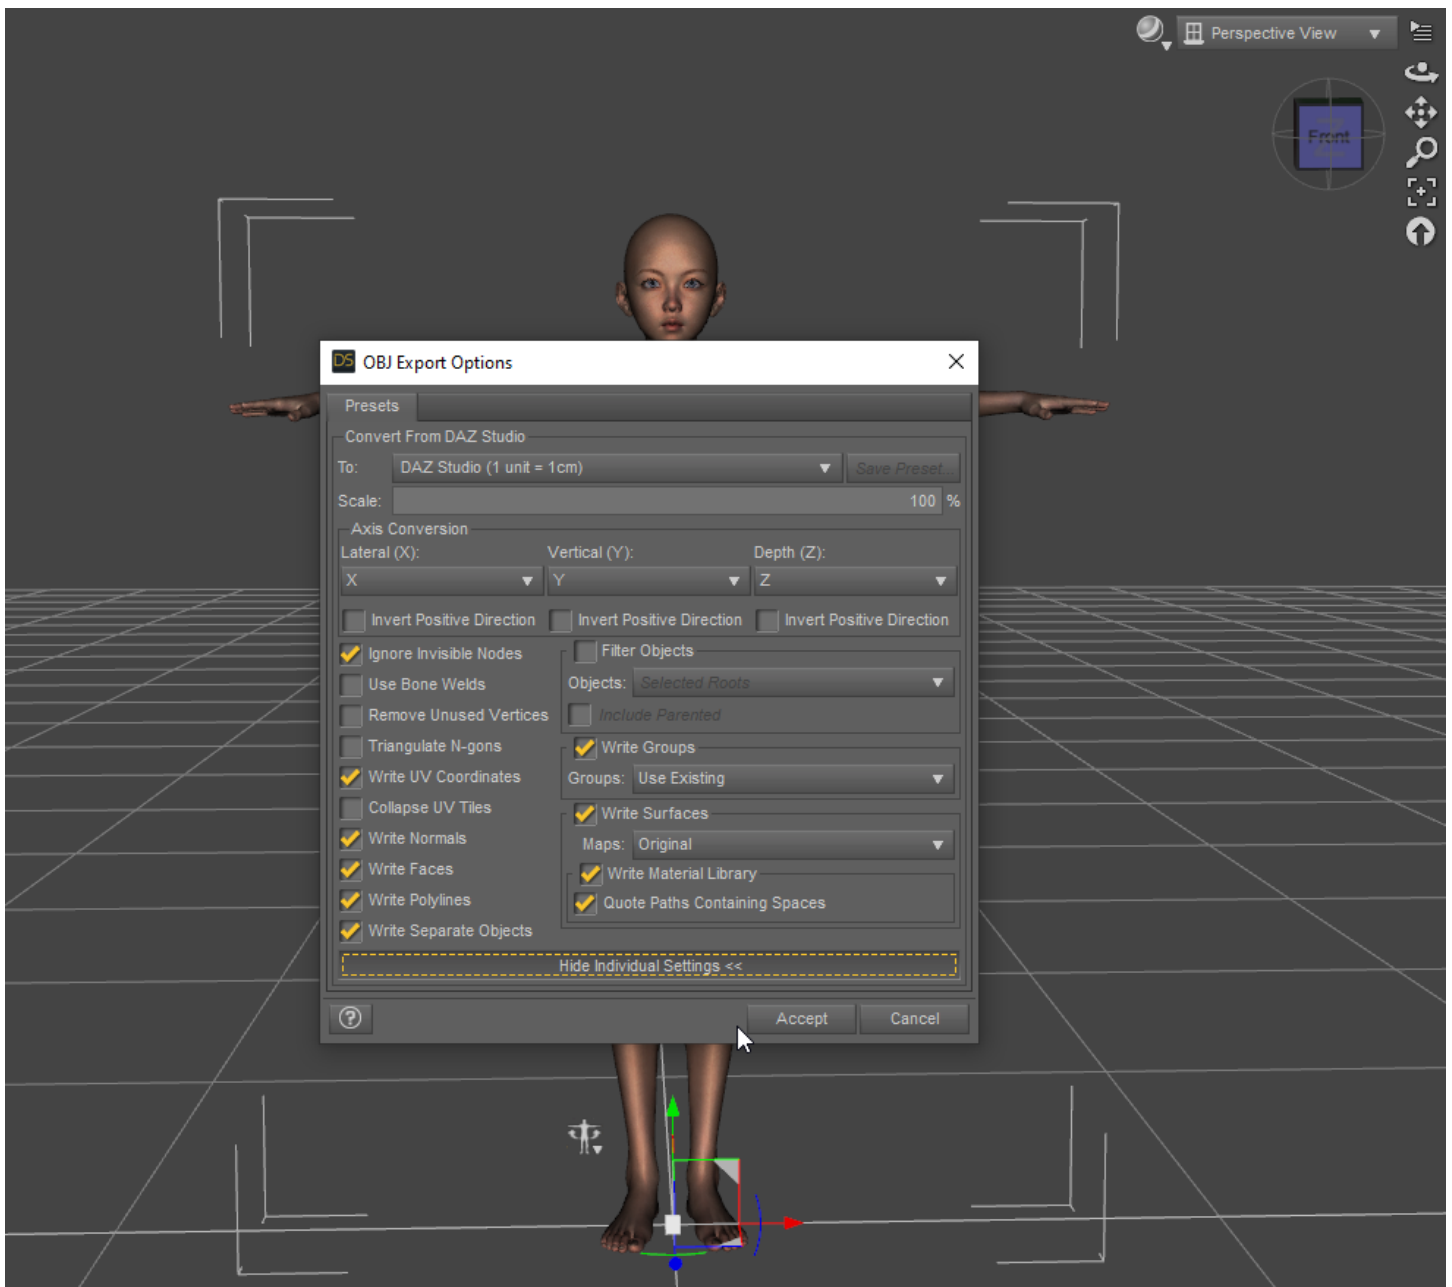 Perspective View
Front
DS OBJ Export Options
Presets
Convert From DAZ Studio
To: DAZ Studio (1 unit = 1cm) Save Preset...
Scale: 100 %
Axis Conversion
Lateral (X): Vertical (Y): Depth (Z):
X Y Z
Invert Positive Direction Invert Positive Direction Invert Positive Direction
Ignore Invisible Nodes
Use Bone Welds
Remove Unused Vertices
Triangulate N-gons
Write UV Coordinates
Collapse UV Tiles
Write Normals
Write Faces
Write Polylines
Write Separate Objects
Filter Objects
Objects: Selected Roots
Include Parented
Write Groups
Groups: Use Existing
Write Surfaces
Maps: Original
Write Material Library
Quote Paths Containing Spaces
Hide Individual Settings <<
? Accept Cancel